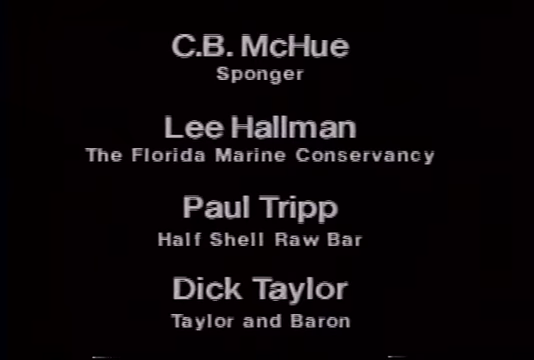 C.B. McHue
Sponger
Lee Hallman
The Florida Marine Conservancy
Paul Tripp
Half Shell Raw Bar
Dick Taylor
Taylor and Baron